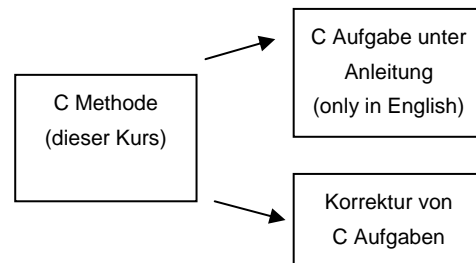 C Methode
(dieser Kurs)
C Aufgabe unter
Anleitung
(only in English)
Korrektur von
C Aufgaben